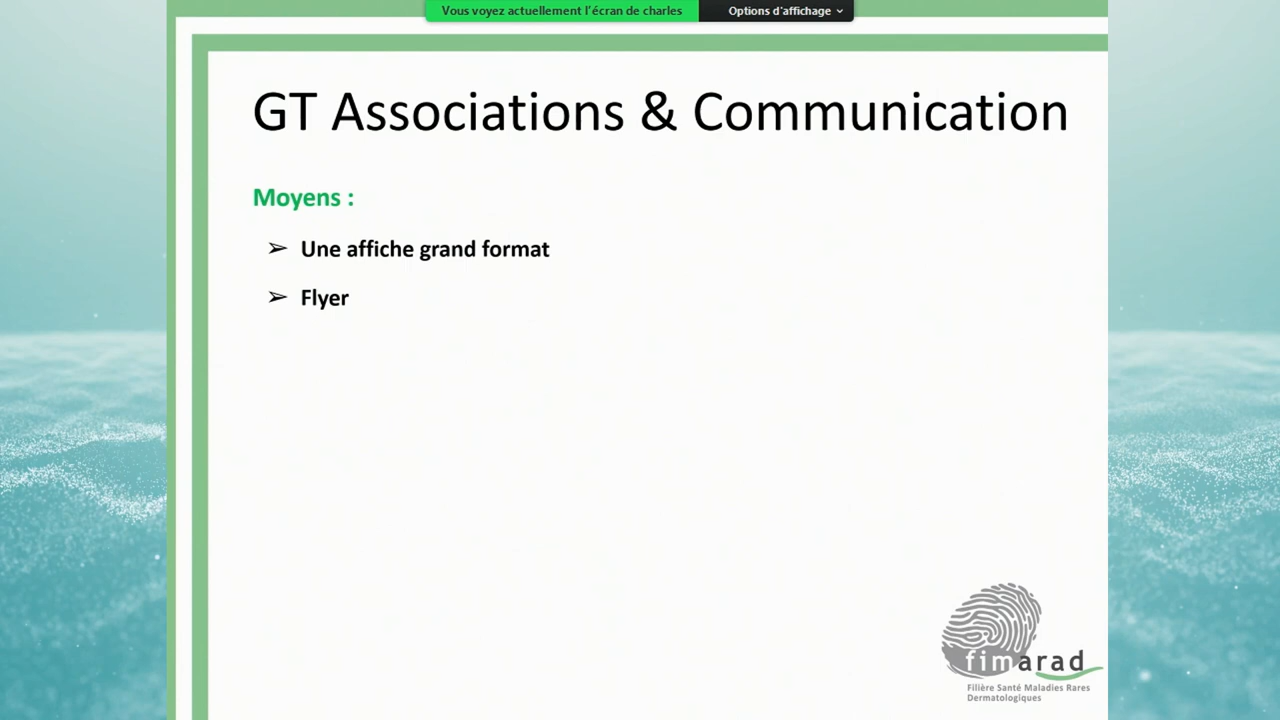 Vous voyez actuellement l'écran de charles
Options d'affichage
GT Associations & Communication
Moyens :
➢ Une affiche grand format
➢ Flyer
fimarad
Filière Santé Maladies Rares
Dermatologiques